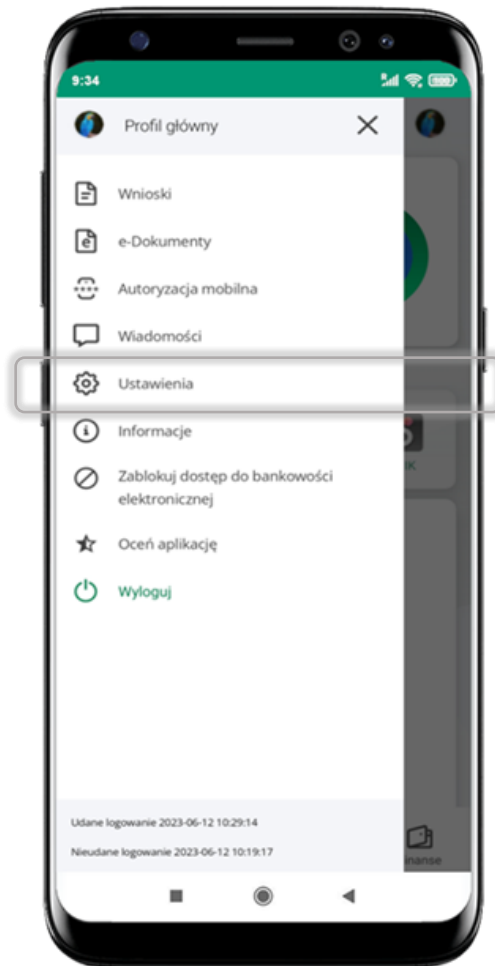 9:34
Profil główny
Wnioski
e-Dokumenty
Autoryzacja mobilna
Wiadomości
Ustawienia
Informacje
Zablokuj dostęp do bankowości
elektronicznej
Oceń aplikację
Wyloguj
Udane logowanie 2023-06-12 10:29:14
Nieudane logowanie 2023-06-12 10:19:17